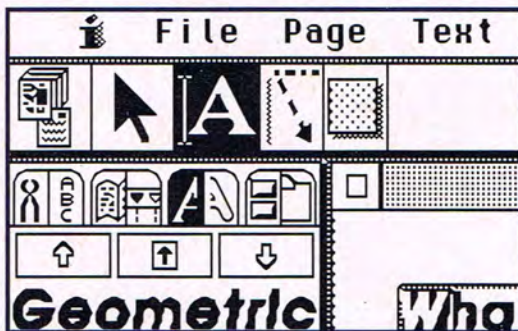 File Page Text
A
A B C
A
Geometric
Wha